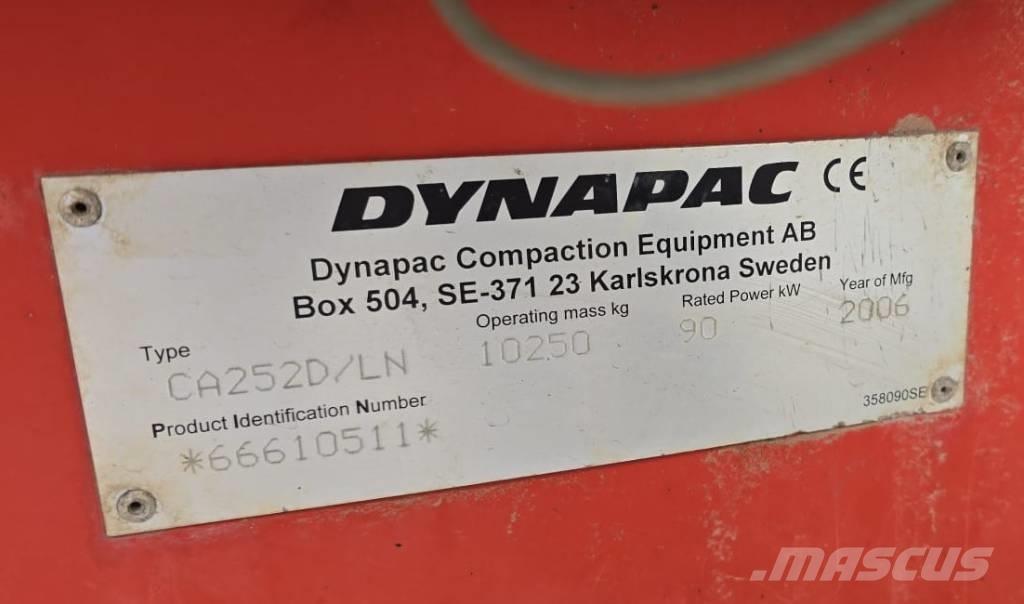 DYNAPAC CE
Dynapac Compaction Equipment AB
Box 504, SE-371 23 Karlskrona Sweden
Type
CA252D/LN
Operating mass kg
10250
Rated Power kW
90
Year of Mfg
2006
Product Identification Number
*66610511*
358090SE
.MASCUS